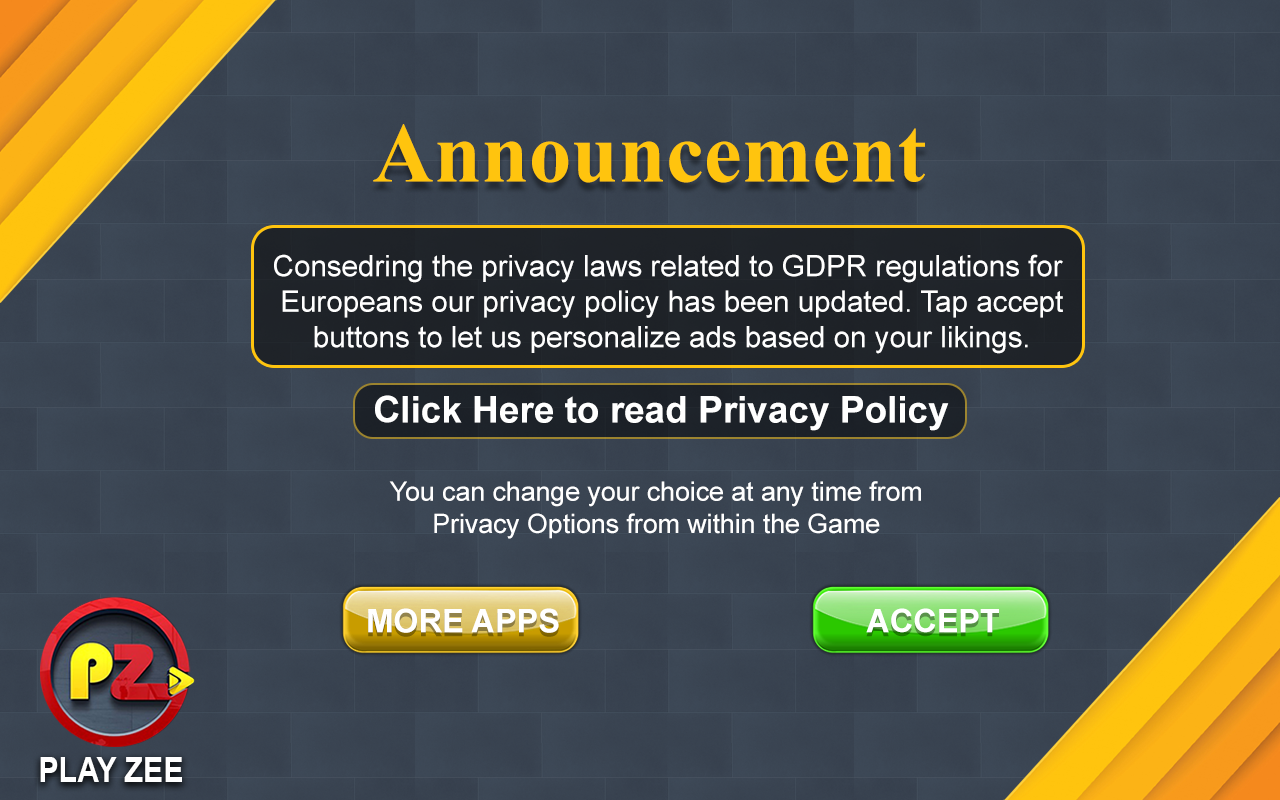 Announcement
Consedring the privacy laws related to GDPR regulations for
Europeans our privacy policy has been updated. Tap accept
buttons to let us personalize ads based on your likings.
Click Here to read Privacy Policy
You can change your choice at any time from
Privacy Options from within the Game
MORE APPS
ACCEPT
PZ
PLAY ZEE